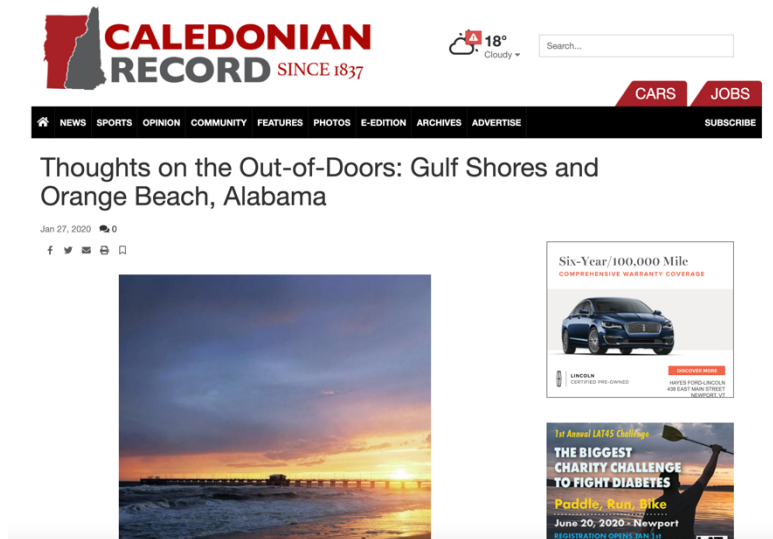 CALEDONIAN
RECORD SINCE 1837
18°
Cloudy
Search...
CARS
JOBS
NEWS SPORTS OPINION COMMUNITY FEATURES PHOTOS E-EDITION ARCHIVES ADVERTISE SUBSCRIBE
Thoughts on the Out-of-Doors: Gulf Shores and
Orange Beach, Alabama
Jan 27, 2020 0
Six-Year/100,000 Mile
COMPREHENSIVE WARRANTY COVERAGE
LINCOLN
CERTIFIED PRE-OWNED
DISCOVER MORE
HAYES FORD-LINCOLN
439 EAST MAIN STREET
NEWPORT, VT
1st Annual LAT45 Challenge
THE BIGGEST
CHARITY CHALLENGE
TO FIGHT DIABETES
Paddle, Run, Bike
June 20, 2020 - Newport
REGISTRATION OPENS JAN 1st